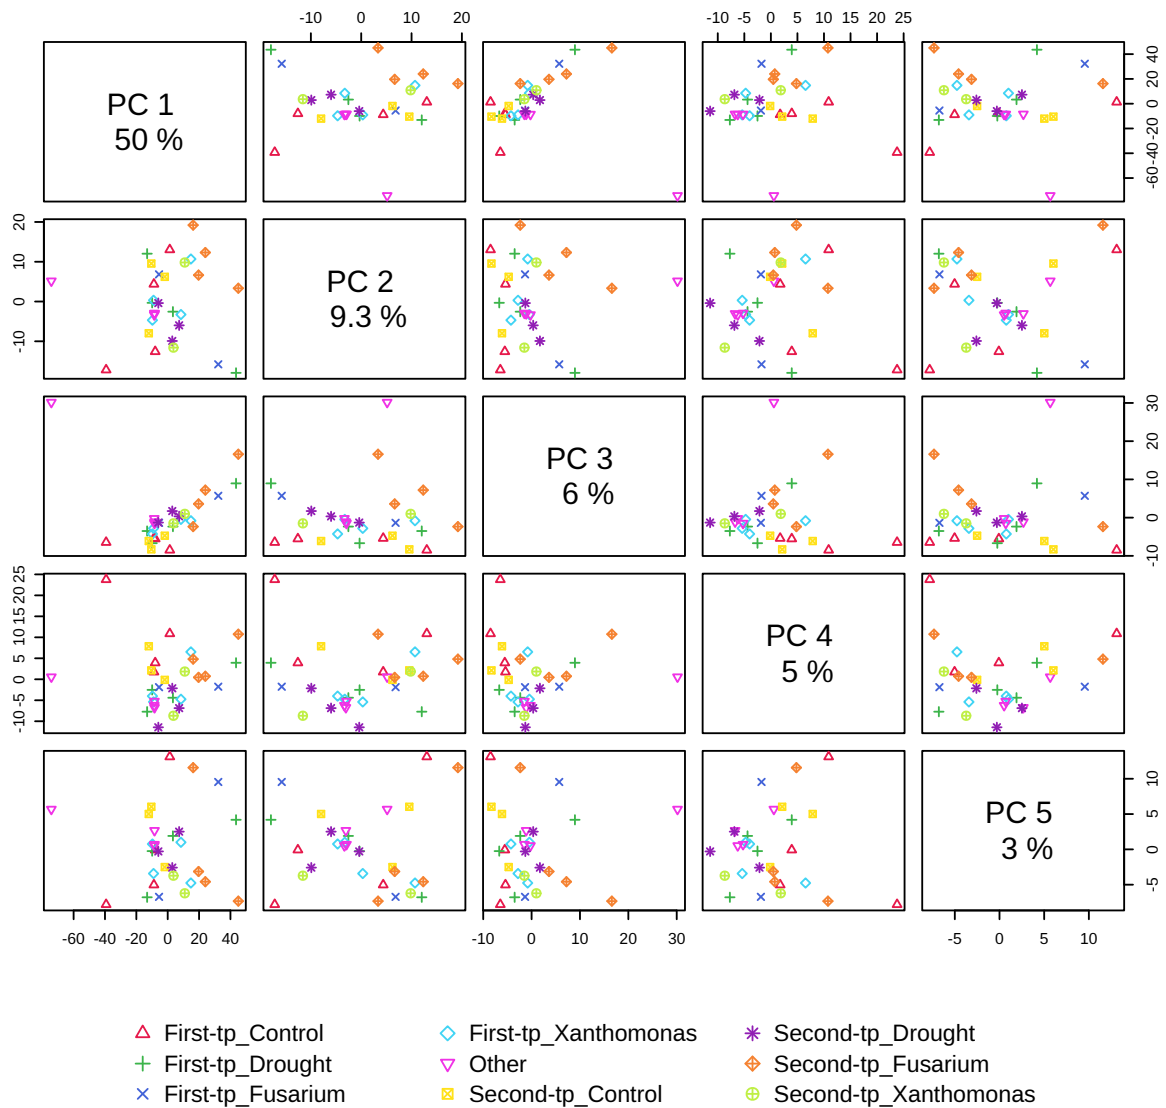 -10 0 10 20 -10 -5 0 5 10 15 20 25
PC 1
50 %
-60 -40 -20 0 20 40
-10 0 10 20
PC 2
9.3 %
PC 3
6 %
-10 0 10 20 30
-10 -5 0 5 10 15 20 25
PC 4
5 %
PC 5
3 %
-5 0 5 10
-60 -40 -20 0 20 40 -10 0 10 20 30 -5 0 5 10
First-tp_Control First-tp_Xanthomonas Second-tp_Drought
First-tp_Drought Other Second-tp_Fusarium
First-tp_Fusarium Second-tp_Control Second-tp_Xanthomonas